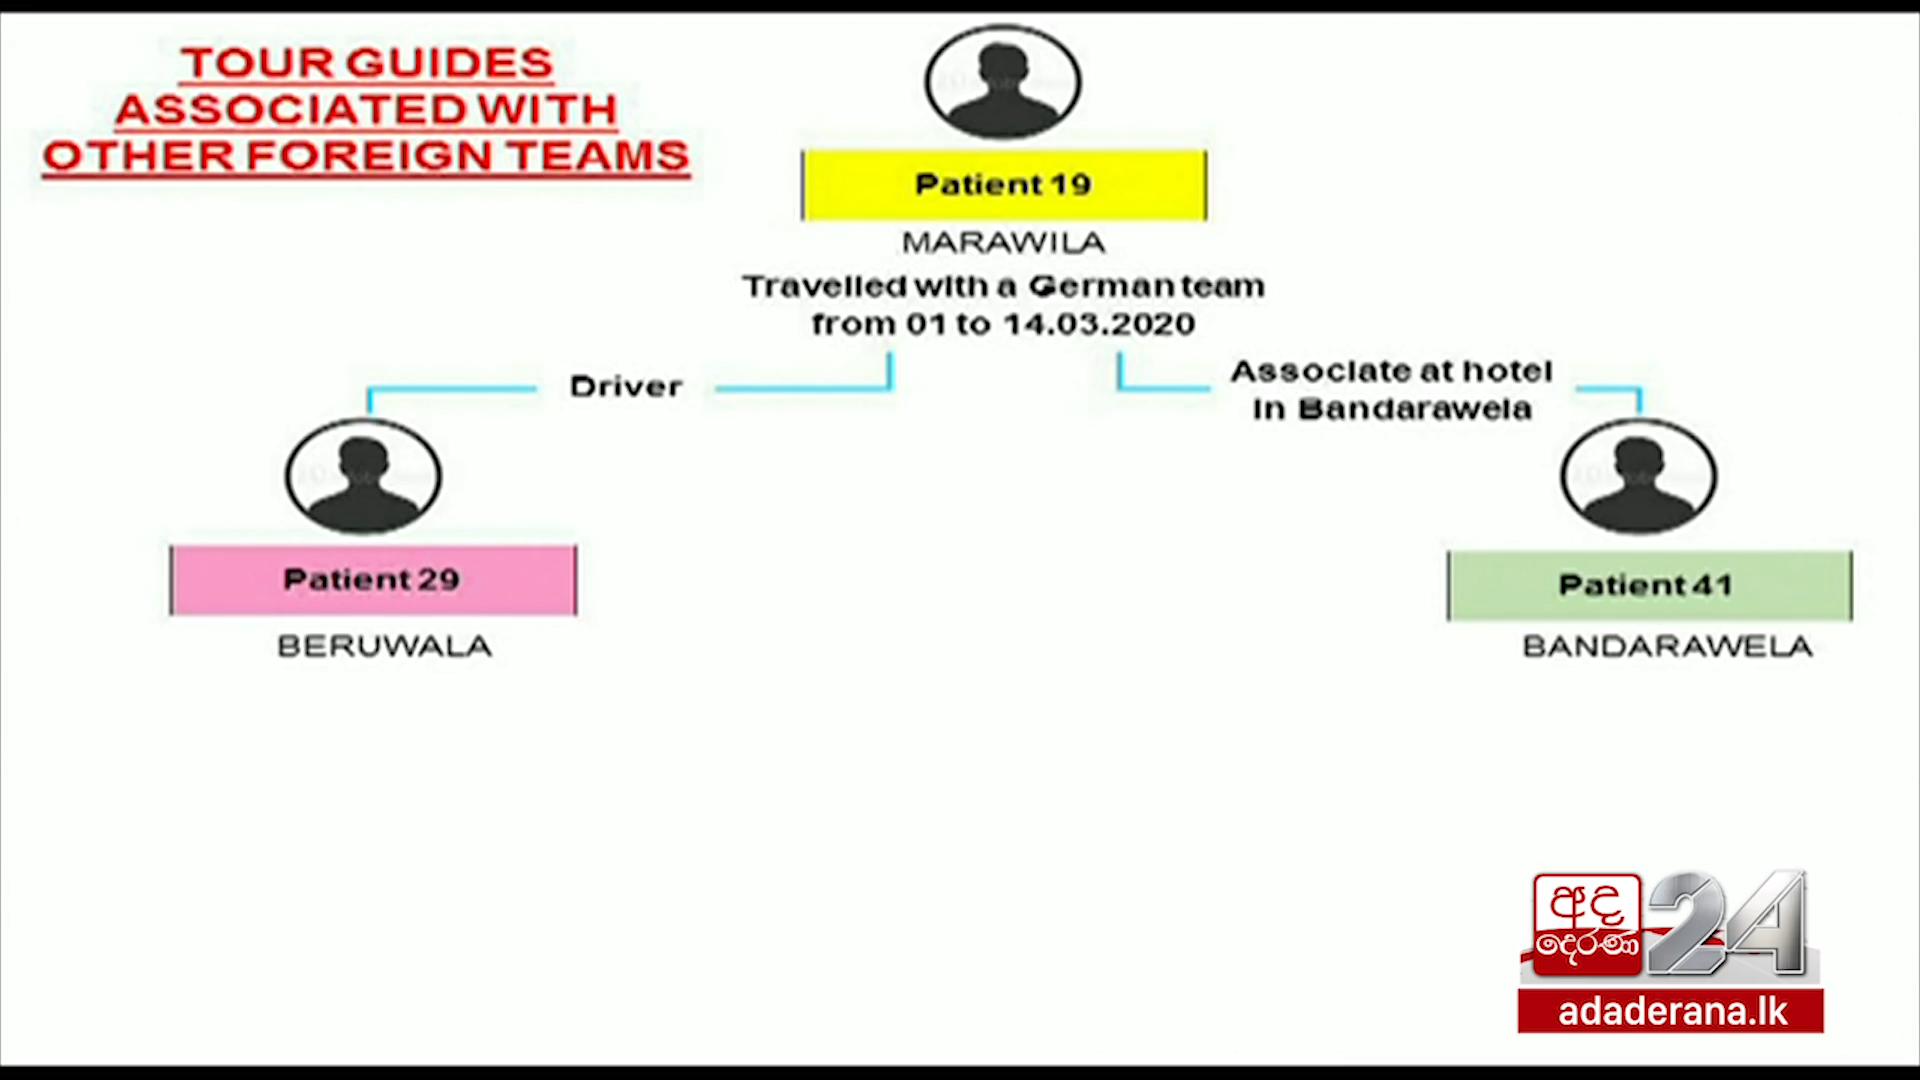 TOUR GUIDES
ASSOCIATED WITH
OTHER FOREIGN TEAMS
Patient 19
MARAWILA
Travelled with a German team
from 01 to 14.03.2020
Driver
Associate at hotel
in Bandarawela
Patient 29
BERUWALA
Patient 41
BANDARAWELA
අද
දෙරණ
24
adaderana.lk